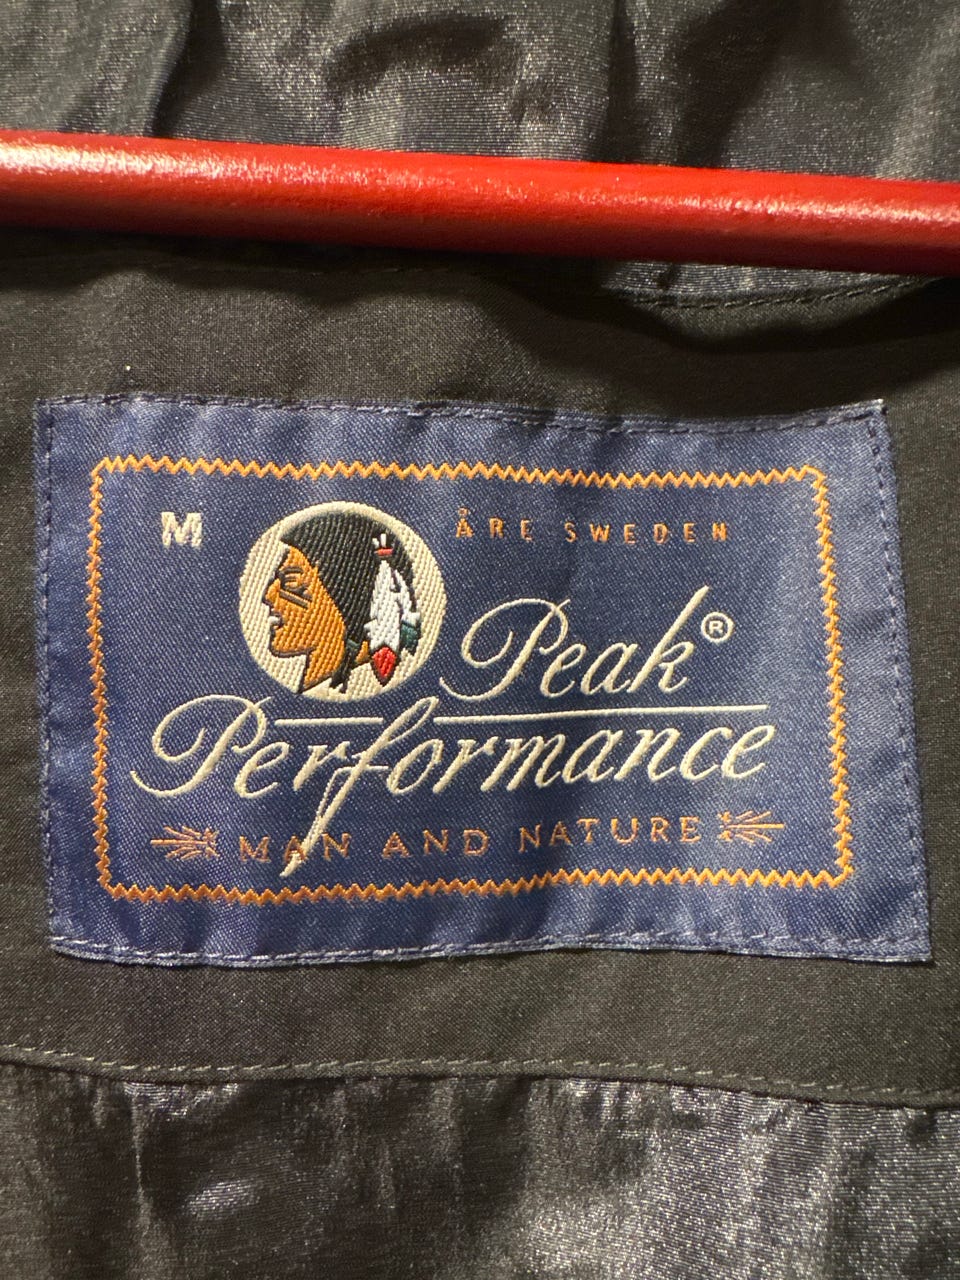 M
ÅRE SWEDEN
Peak®
Performance
MAN AND NATURE